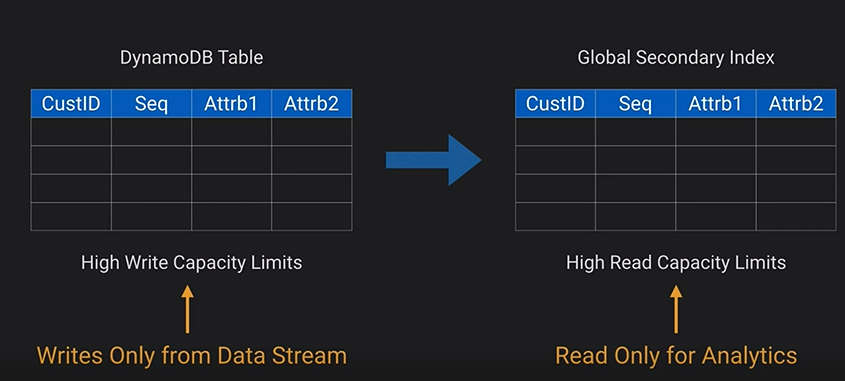 DynamoDB Table
CustID Seq Attrb1 Attrb2
High Write Capacity Limits
Writes Only from Data Stream
Global Secondary Index
CustID Seq Attrb1 Attrb2
High Read Capacity Limits
Read Only for Analytics